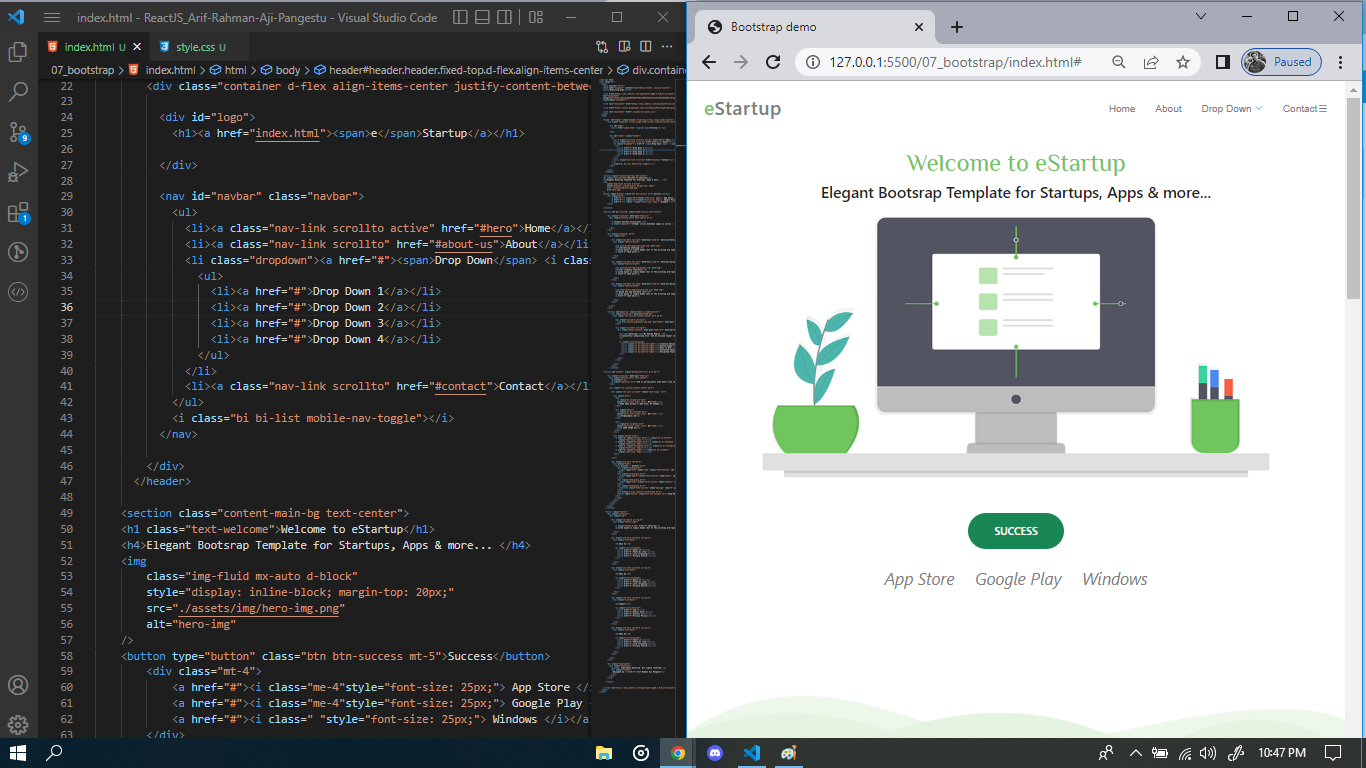 index.html - ReactJS_Arif-Rahman-Aji-Pangestu - Visual Studio Code
index.html U
style.css U
07_bootstrap > index.html > html > body > header#header.header.fixed-top.d-flex.align-items-center > div.containe
22 <div class="container d-flex align-items-center justify-content-betwe
23
24 <div id="logo">
25 <h1><a href="index.html"><span>e</span>Startup</a></h1>
26
27 </div>
28
29 <nav id="navbar" class="navbar">
30 <ul>
31 <li><a class="nav-link scrollto active" href="#hero">Home</a></
32 <li><a class="nav-link scrollto" href="#about-us">About</a></li
33 <li class="dropdown"><a href="#"><span>Drop Down</span> <i clas
34 <ul>
35 <li><a href="#">Drop Down 1</a></li>
36 <li><a href="#">Drop Down 2</a></li>
37 <li><a href="#">Drop Down 3</a></li>
38 <li><a href="#">Drop Down 4</a></li>
39 </ul>
40 </li>
41 <li><a class="nav-link scrollto" href="#contact">Contact</a></li
42 </ul>
43 <i class="bi bi-list mobile-nav-toggle"></i>
44 </nav>
45
46 </div>
47 </header>
48
49 <section class="content-main-bg text-center">
50 <h1 class="text-welcome">Welcome to eStartup</h1>
51 <h4>Elegant Bootsrap Template for Startups, Apps & more... </h4>
52 <img
53 class="img-fluid mx-auto d-block"
54 style="display: inline-block; margin-top: 20px;"
55 src="./assets/img/hero-img.png"
56 alt="hero-img"
57 />
58 <button type="button" class="btn btn-success mt-5">Success</button>
59 <div class="mt-4">
60 <a href="#"><i class="me-4"style="font-size: 25px;"> App Store </
61 <a href="#"><i class="me-4"style="font-size: 25px;"> Google Play
62 <a href="#"><i class=" "style="font-size: 25px;"> Windows </i></a
63 </div>
9
1
Bootstrap demo
127.0.0.1:5500/07_bootstrap/index.html#
Paused
eStartup
Home About Drop Down Contact
Welcome to eStartup
Elegant Bootsrap Template for Startups, Apps & more...
SUCCESS
App Store Google Play Windows
10:47 PM